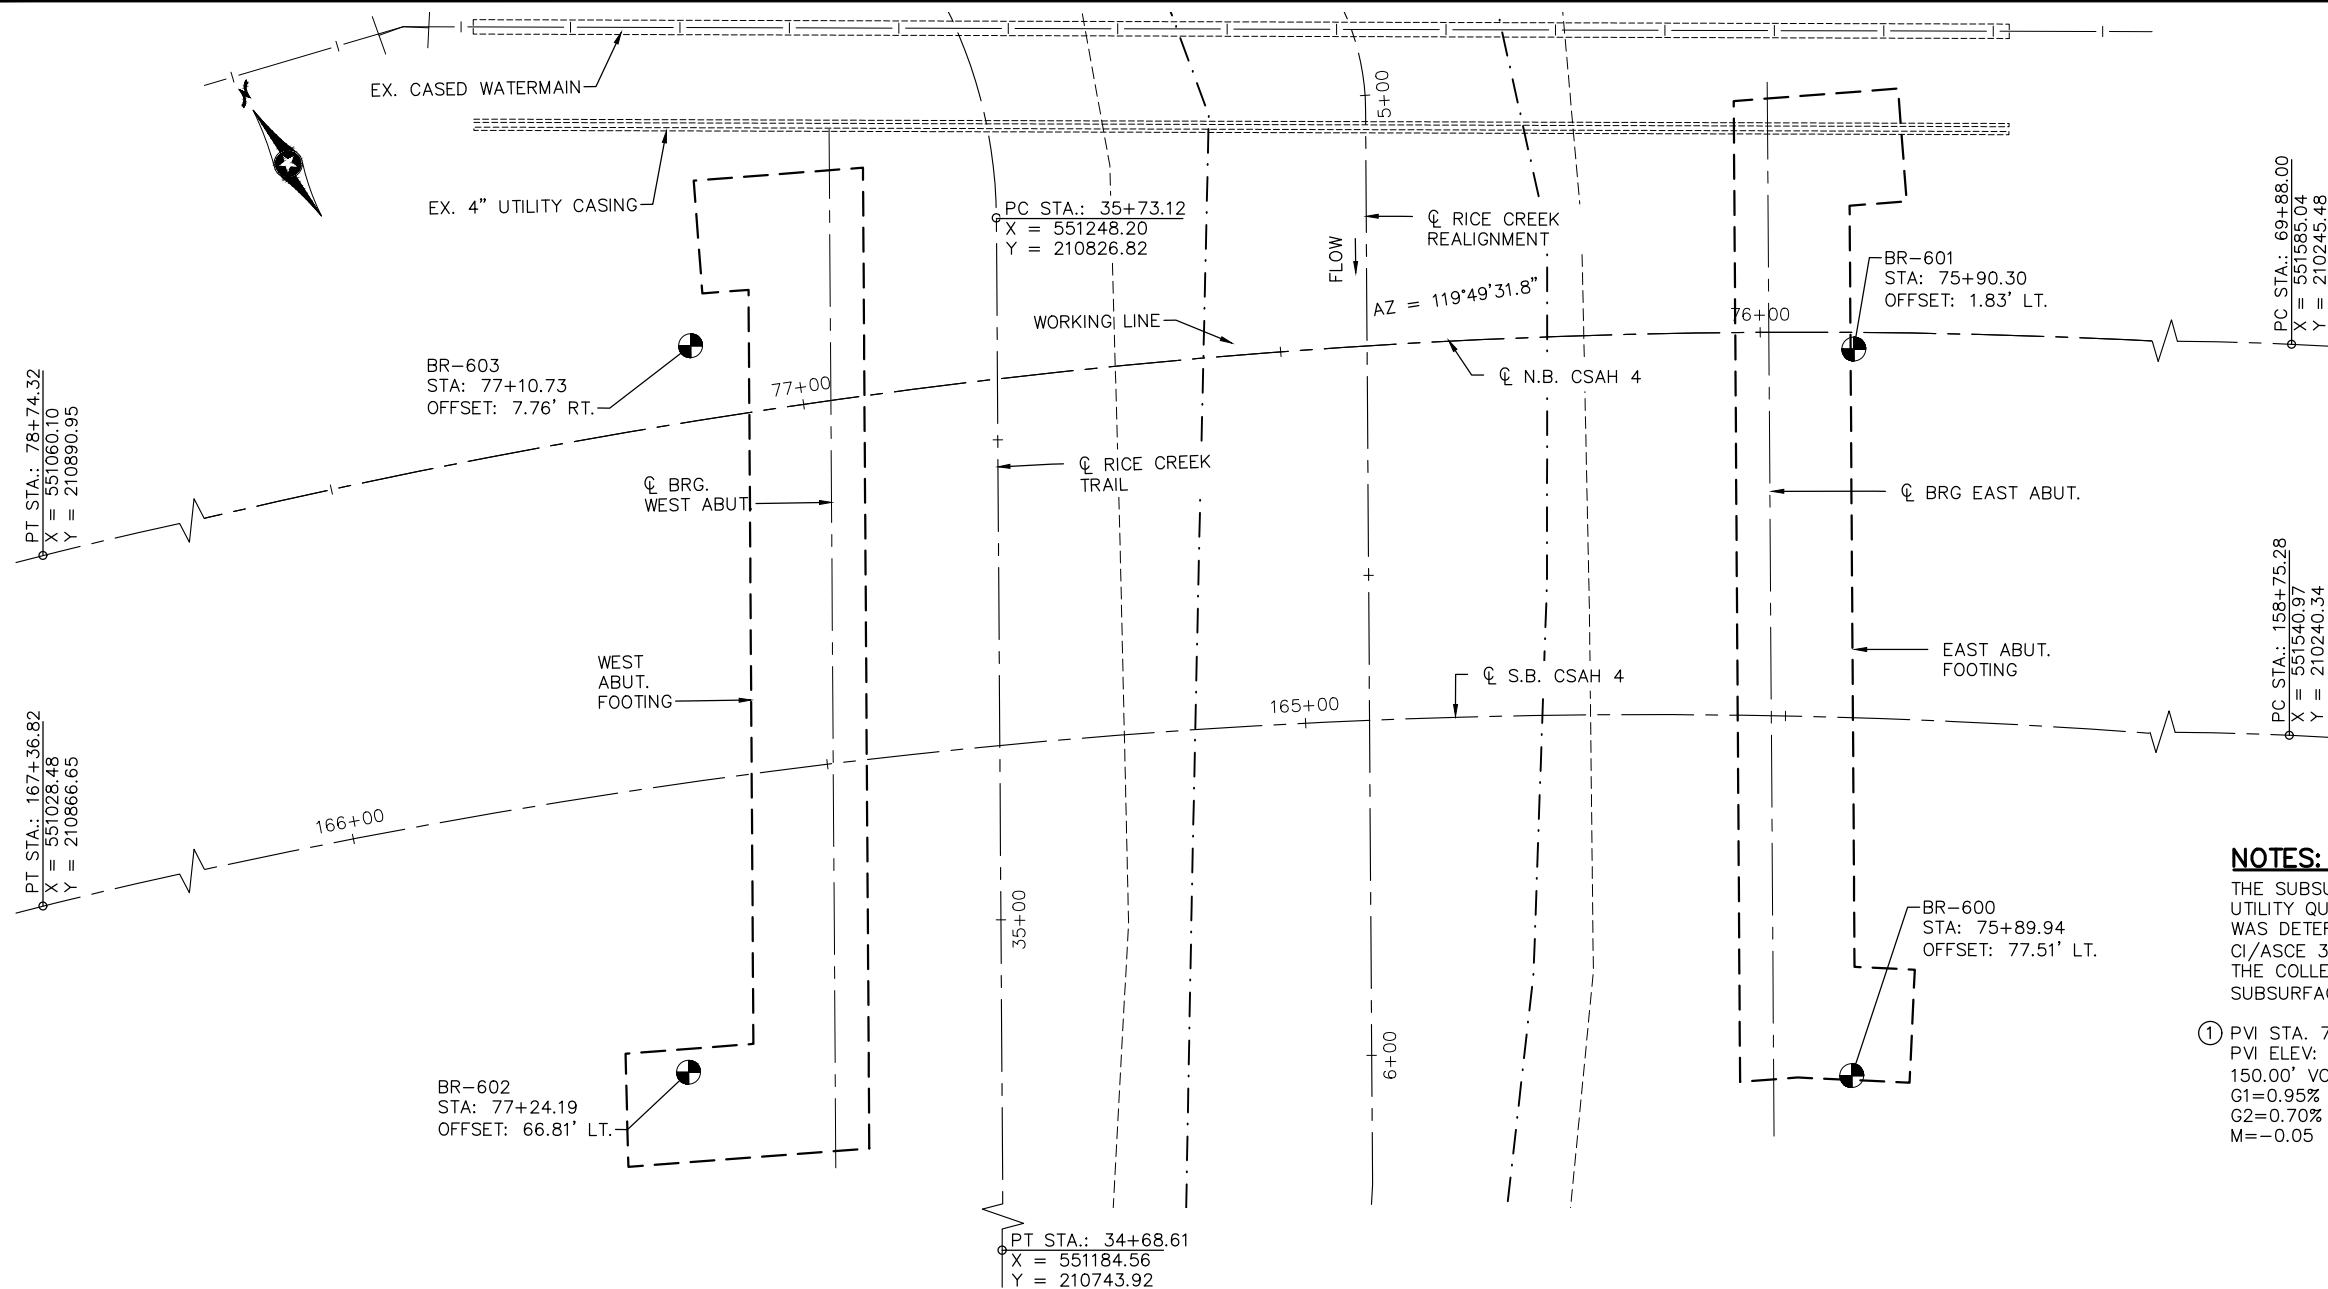 EX. CASED WATERMAIN
EX. 4" UTILITY CASING
5+00
PC STA.: 35+73.12
X = 551248.20
Y = 210826.82
FLOW
℄ RICE CREEK
REALIGNMENT
AZ = 119°49'31.8"
WORKING LINE
76+00
BR-601
STA: 75+90.30
OFFSET: 1.83' LT.
PC STA.: 69+88.00
X = 551585.04
Y = 210245.48
BR-603
STA: 77+10.73
OFFSET: 7.76' RT.
77+00
℄ N.B. CSAH 4
PT STA.: 78+74.32
X = 551060.10
Y = 210890.95
℄ BRG.
WEST ABUT.
℄ RICE CREEK
TRAIL
℄ BRG EAST ABUT.
WEST
ABUT.
FOOTING
165+00
℄ S.B. CSAH 4
EAST ABUT.
FOOTING
PC STA.: 158+75.28
X = 551540.97
Y = 210240.34
PT STA.: 167+36.82
X = 551028.48
Y = 210866.65
166+00
35+00
6+00
BR-600
STA: 75+89.94
OFFSET: 77.51' LT.
BR-602
STA: 77+24.19
OFFSET: 66.81' LT.
PT STA.: 34+68.61
X = 551184.56
Y = 210743.92
NOTES:
THE SUBSU
UTILITY QU
WAS DETER
CI/ASCE 3
THE COLLE
SUBSURFAC
1 PVI STA. 7
PVI ELEV:
150.00' VC
G1=0.95%
G2=0.70%
M=-0.05